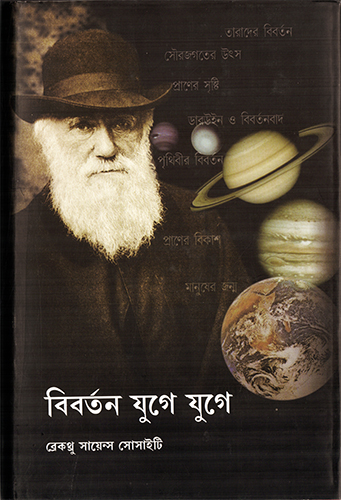 তারাদের বিবর্তন
সৌরজগতের উৎস
প্রাণের সৃষ্টি
ডারউইন ও বিবর্তনবাদ
পৃথিবীর বিবর্তন
প্রাণের বিকাশ
মানুষের জন্ম
বিবর্তন যুগে যুগে
ব্রেকথ্রু সায়েন্স সোসাইটি